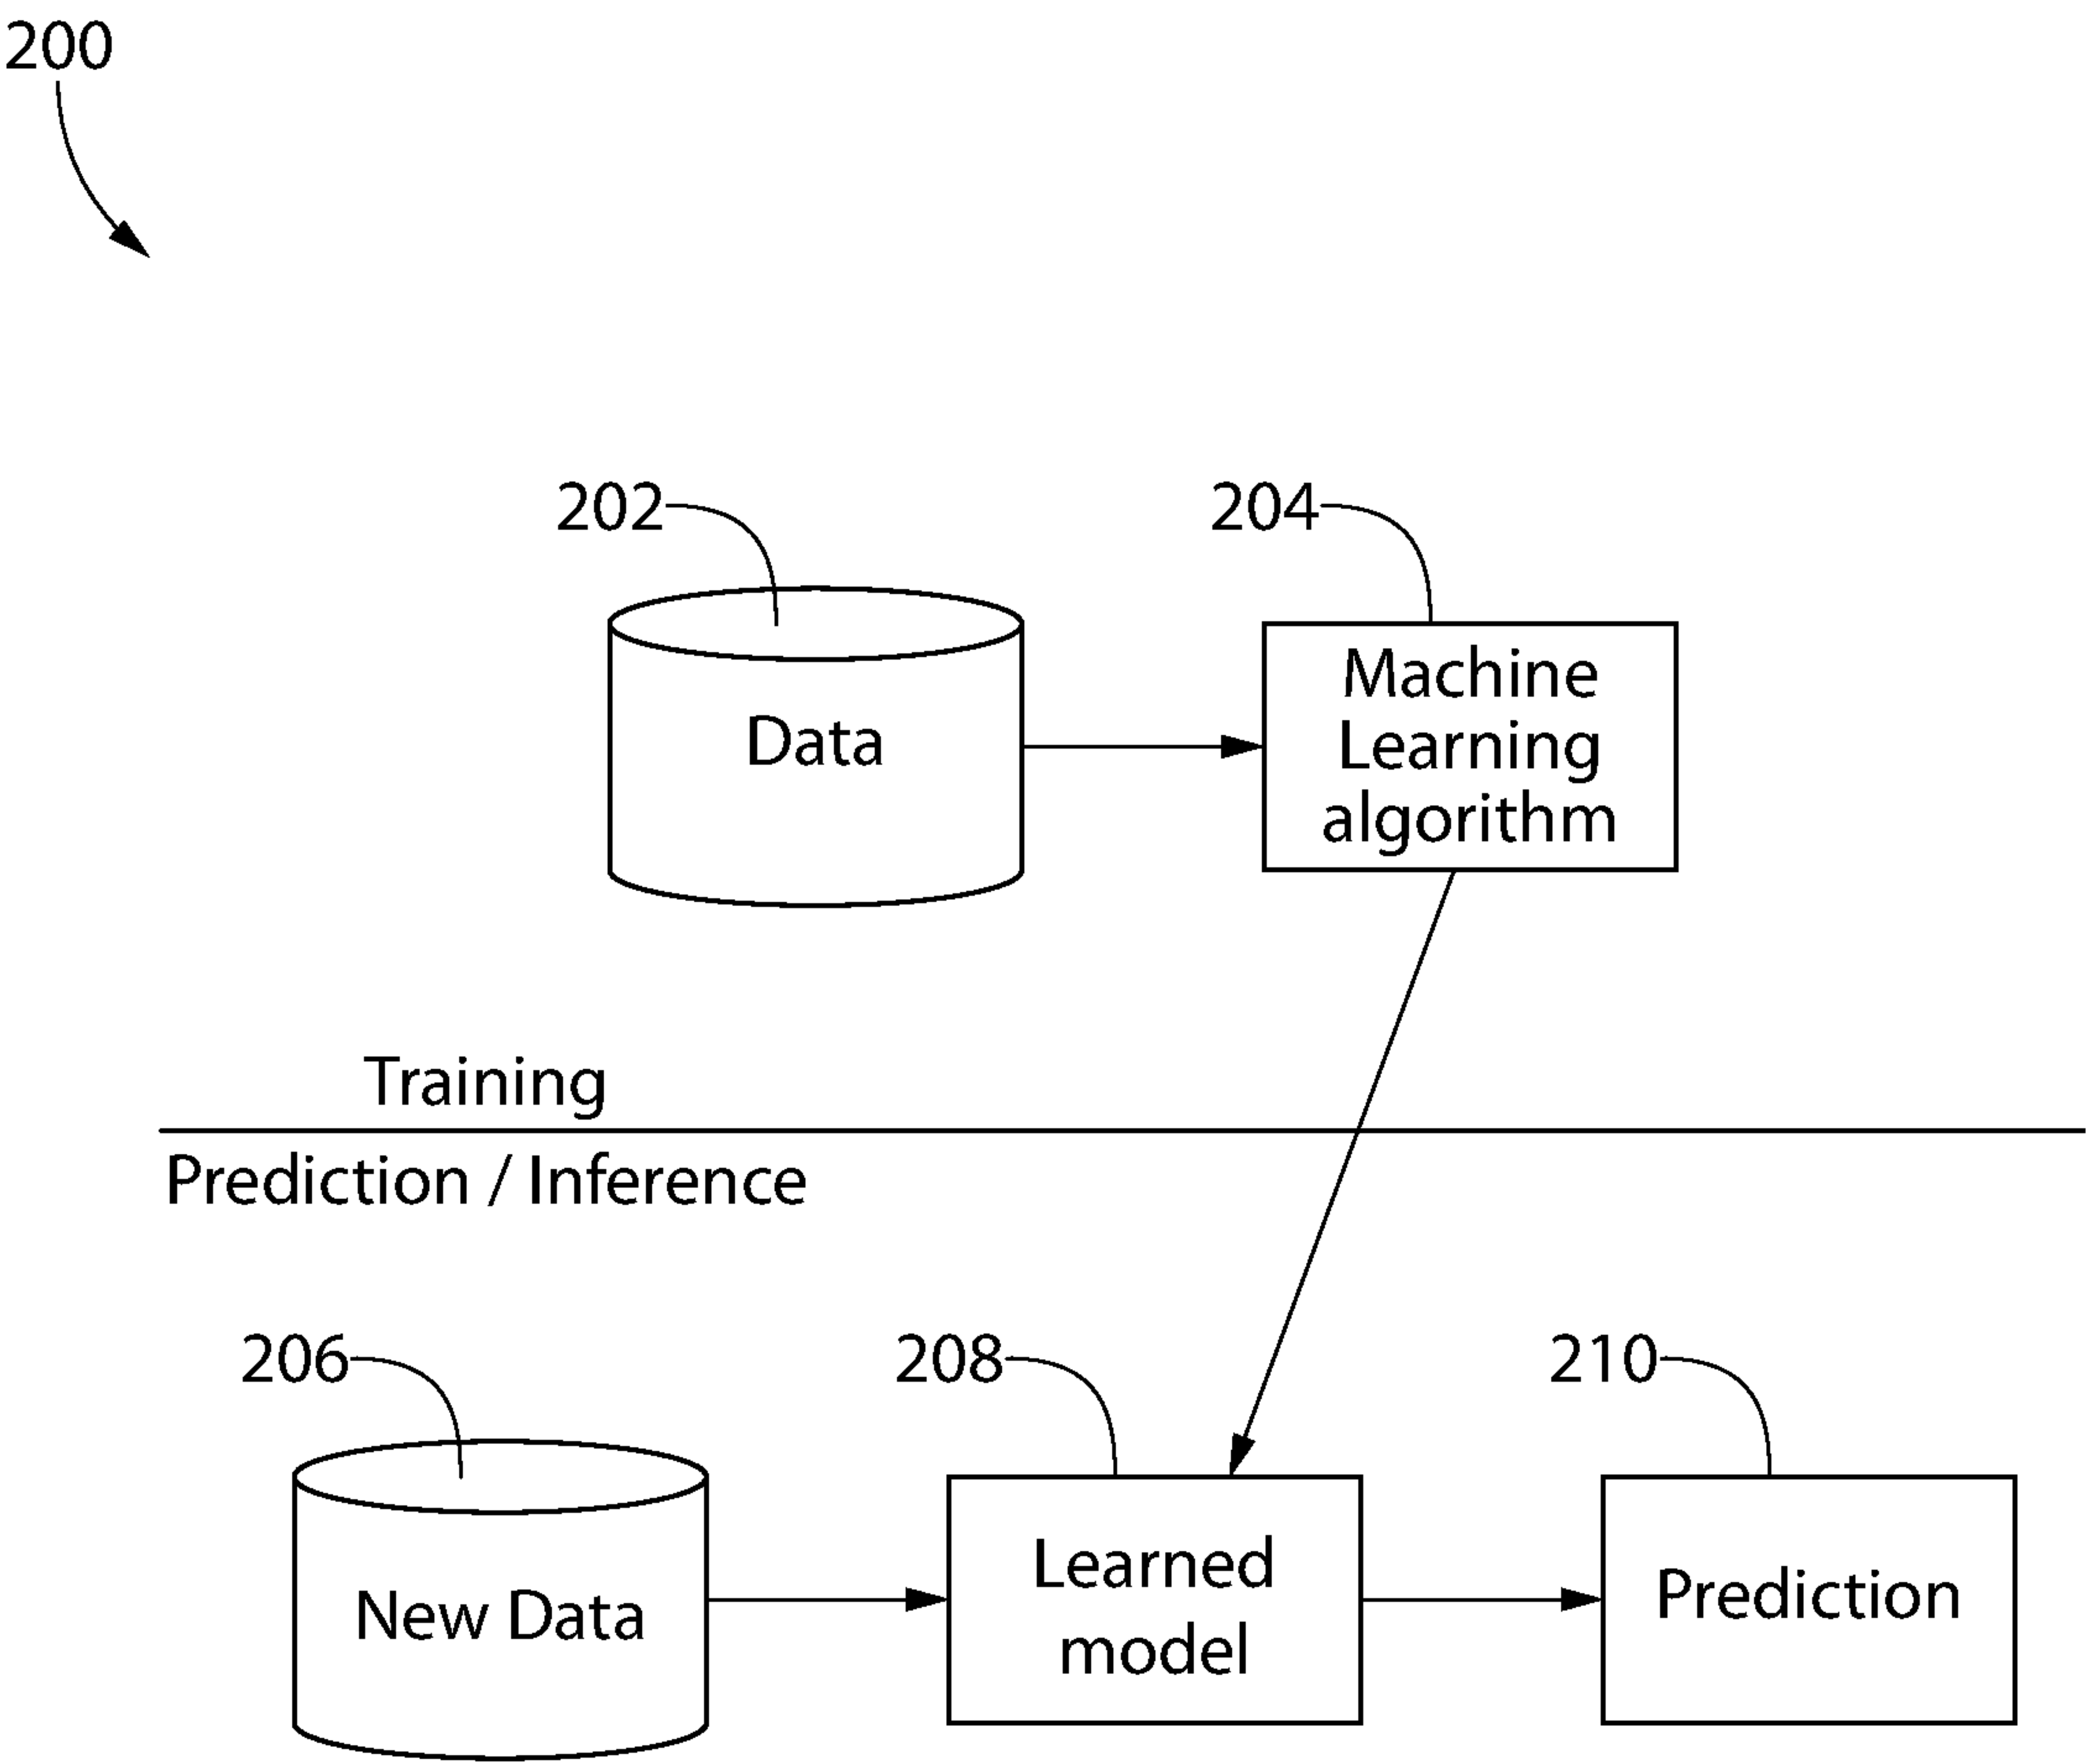 200
202
204
Data
Machine
Learning
algorithm
Training
Prediction / Inference
206
208
210
New Data
Learned
model
Prediction